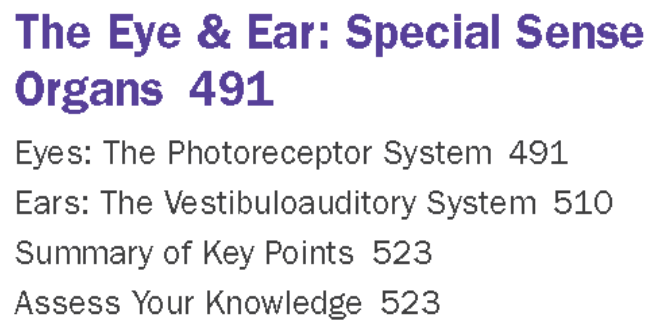 The Eye & Ear: Special Sense
Organs 491
Eyes: The Photoreceptor System 491
Ears: The Vestibuloauditory System 510
Summary of Key Points 523
Assess Your Knowledge 523